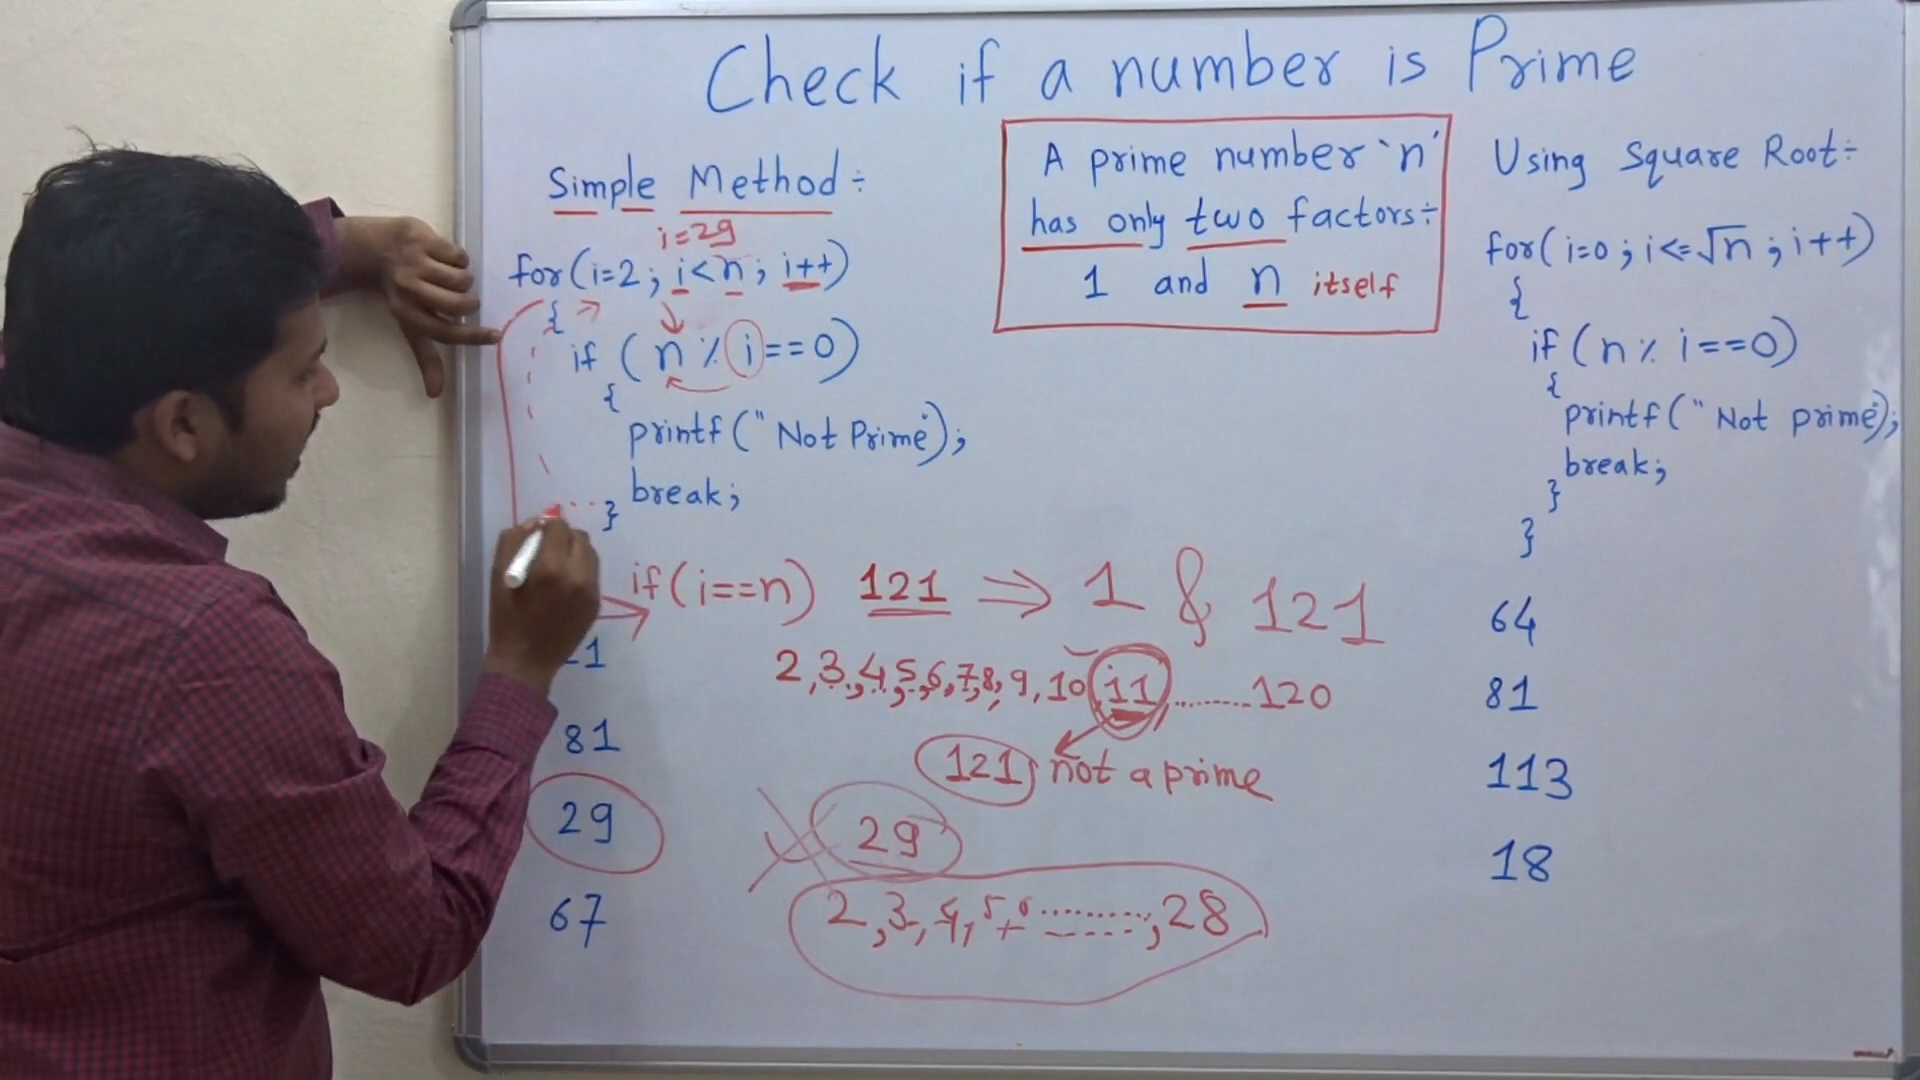 Check if a number is Prime
Simple Method:
i=29
for(i=2; i<n; i++)
{
if (n % i==0)
{
printf("Not Prime");
break;
}
if(i==n)
121 ⇒ 1 & 121
2,3,4,5,6,7,8,9,10,11,........120
121 not a prime
81
29
67
29
2,3,4,5,6..........,28
A prime number 'n'
has only two factors:
1 and n itself
Using Square Root:
for(i=0; i<=√n; i++)
{
if(n % i==0)
{
printf("Not prime");
break;
}
}
64
81
113
18